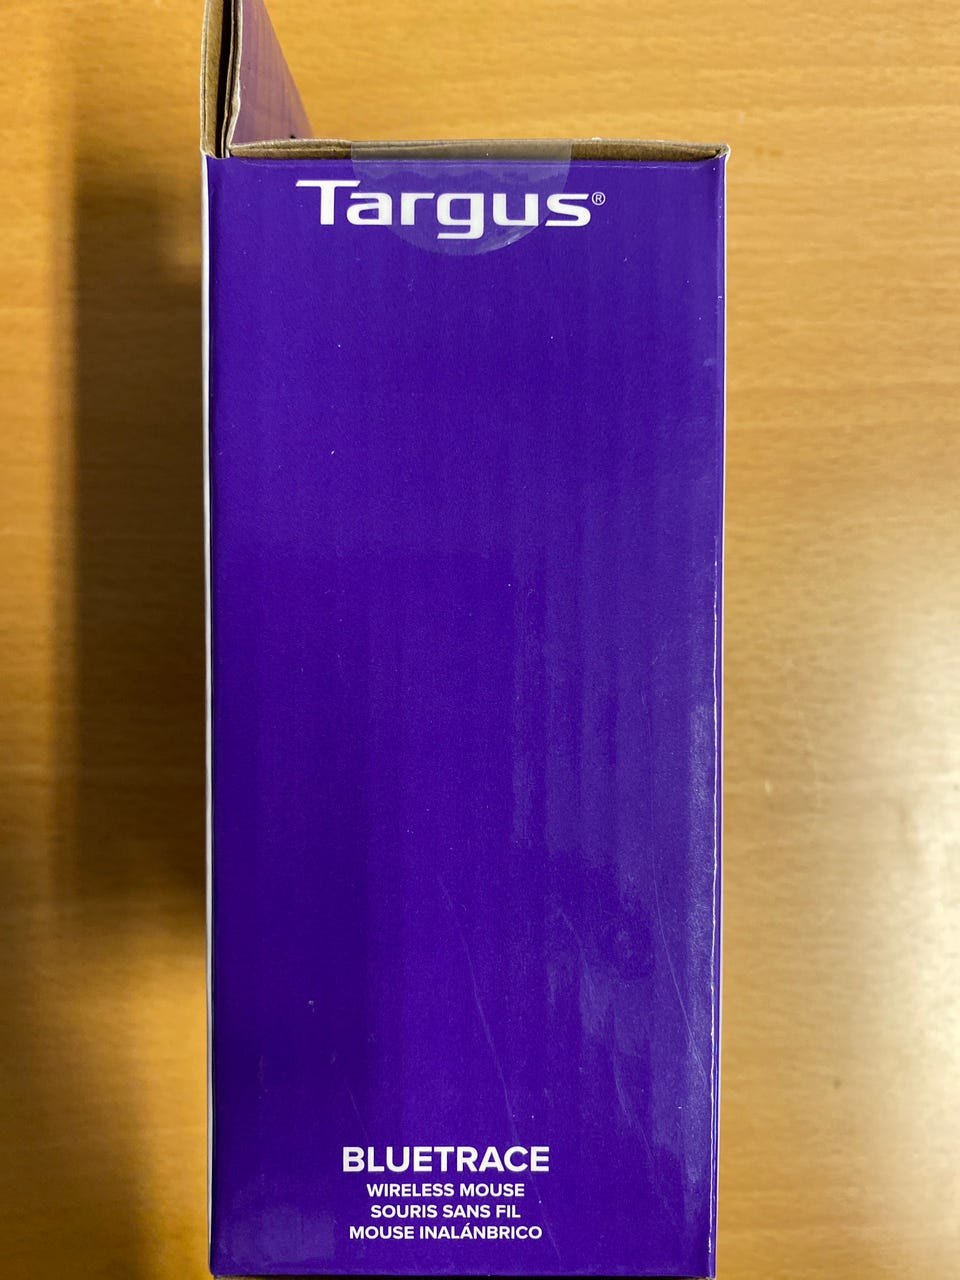 Targus®
BLUETRACE
WIRELESS MOUSE
SOURIS SANS FIL
MOUSE INALÁNBRICO